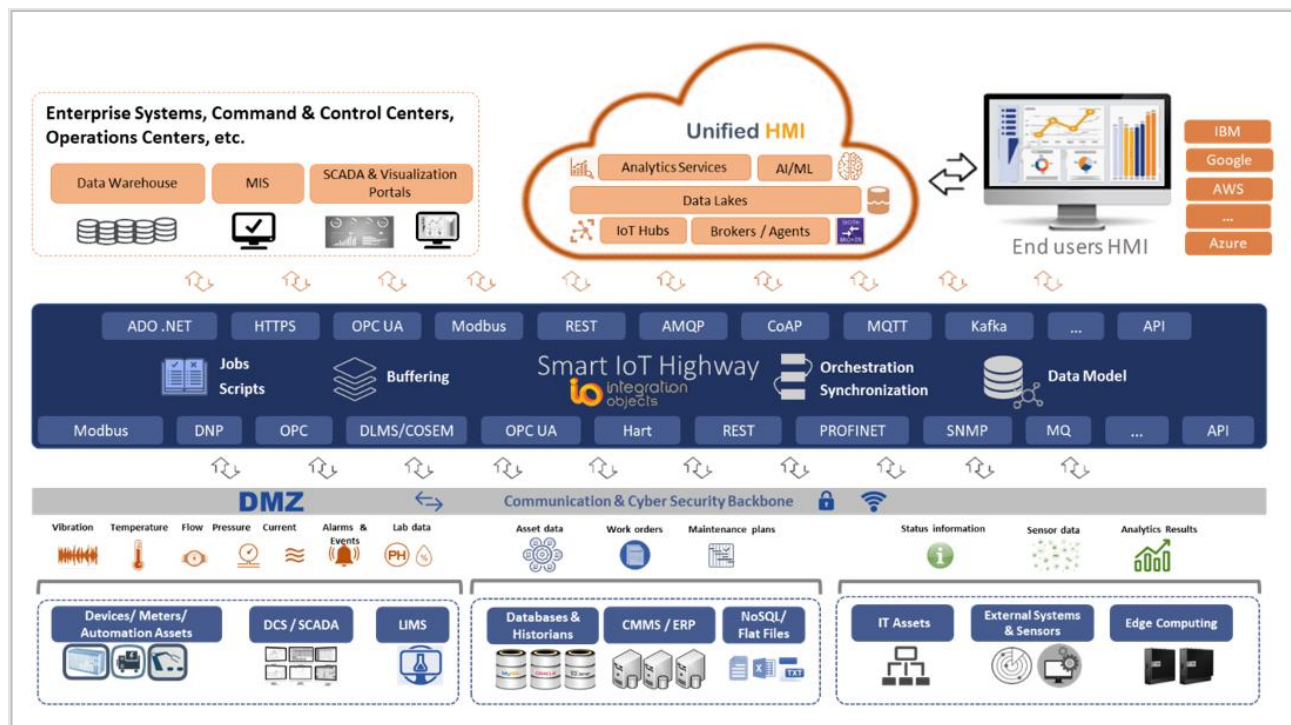 Enterprise Systems, Command & Control Centers,
Operations Centers, etc.
Data Warehouse
MIS
SCADA & Visualization
Portals
Unified HMI
Analytics Services
AI/ML
Data Lakes
IoT Hubs
Brokers / Agents
SIOTH
BROKER
End users HMI
IBM
Google
AWS
...
Azure
ADO .NET
HTTPS
OPC UA
Modbus
REST
AMQP
CoAP
MQTT
Kafka
...
API
Jobs
Scripts
Buffering
Smart IoT Highway
io integration
objects
Orchestration
Synchronization
Data Model
Modbus
DNP
OPC
DLMS/COSEM
OPC UA
Hart
REST
PROFINET
SNMP
MQ
...
API
DMZ
Communication & Cyber Security Backbone
Vibration
Temperature
Flow
Pressure
Current
Alarms &
Events
Lab data
PH
%
Asset data
Work orders
Maintenance plans
Status information
Sensor data
Analytics Results
Devices/ Meters/
Automation Assets
DCS / SCADA
LIMS
Databases &
Historians
CMMS / ERP
NoSQL/
Flat Files
IT Assets
External Systems
& Sensors
Edge Computing
ORACLE
TXT